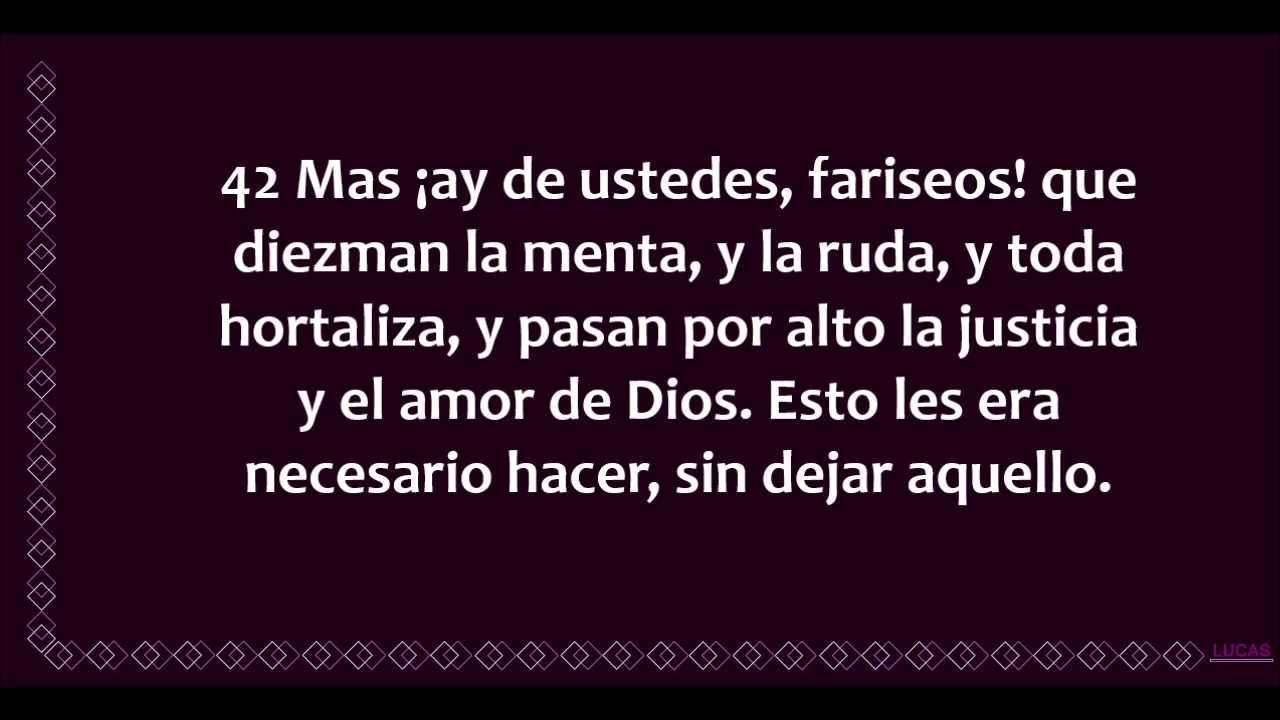 42 Mas ¡ay de ustedes, fariseos! que
diezman la menta, y la ruda, y toda
hortaliza, y pasan por alto la justicia
y el amor de Dios. Esto les era
necesario hacer, sin dejar aquello.
LUCAS